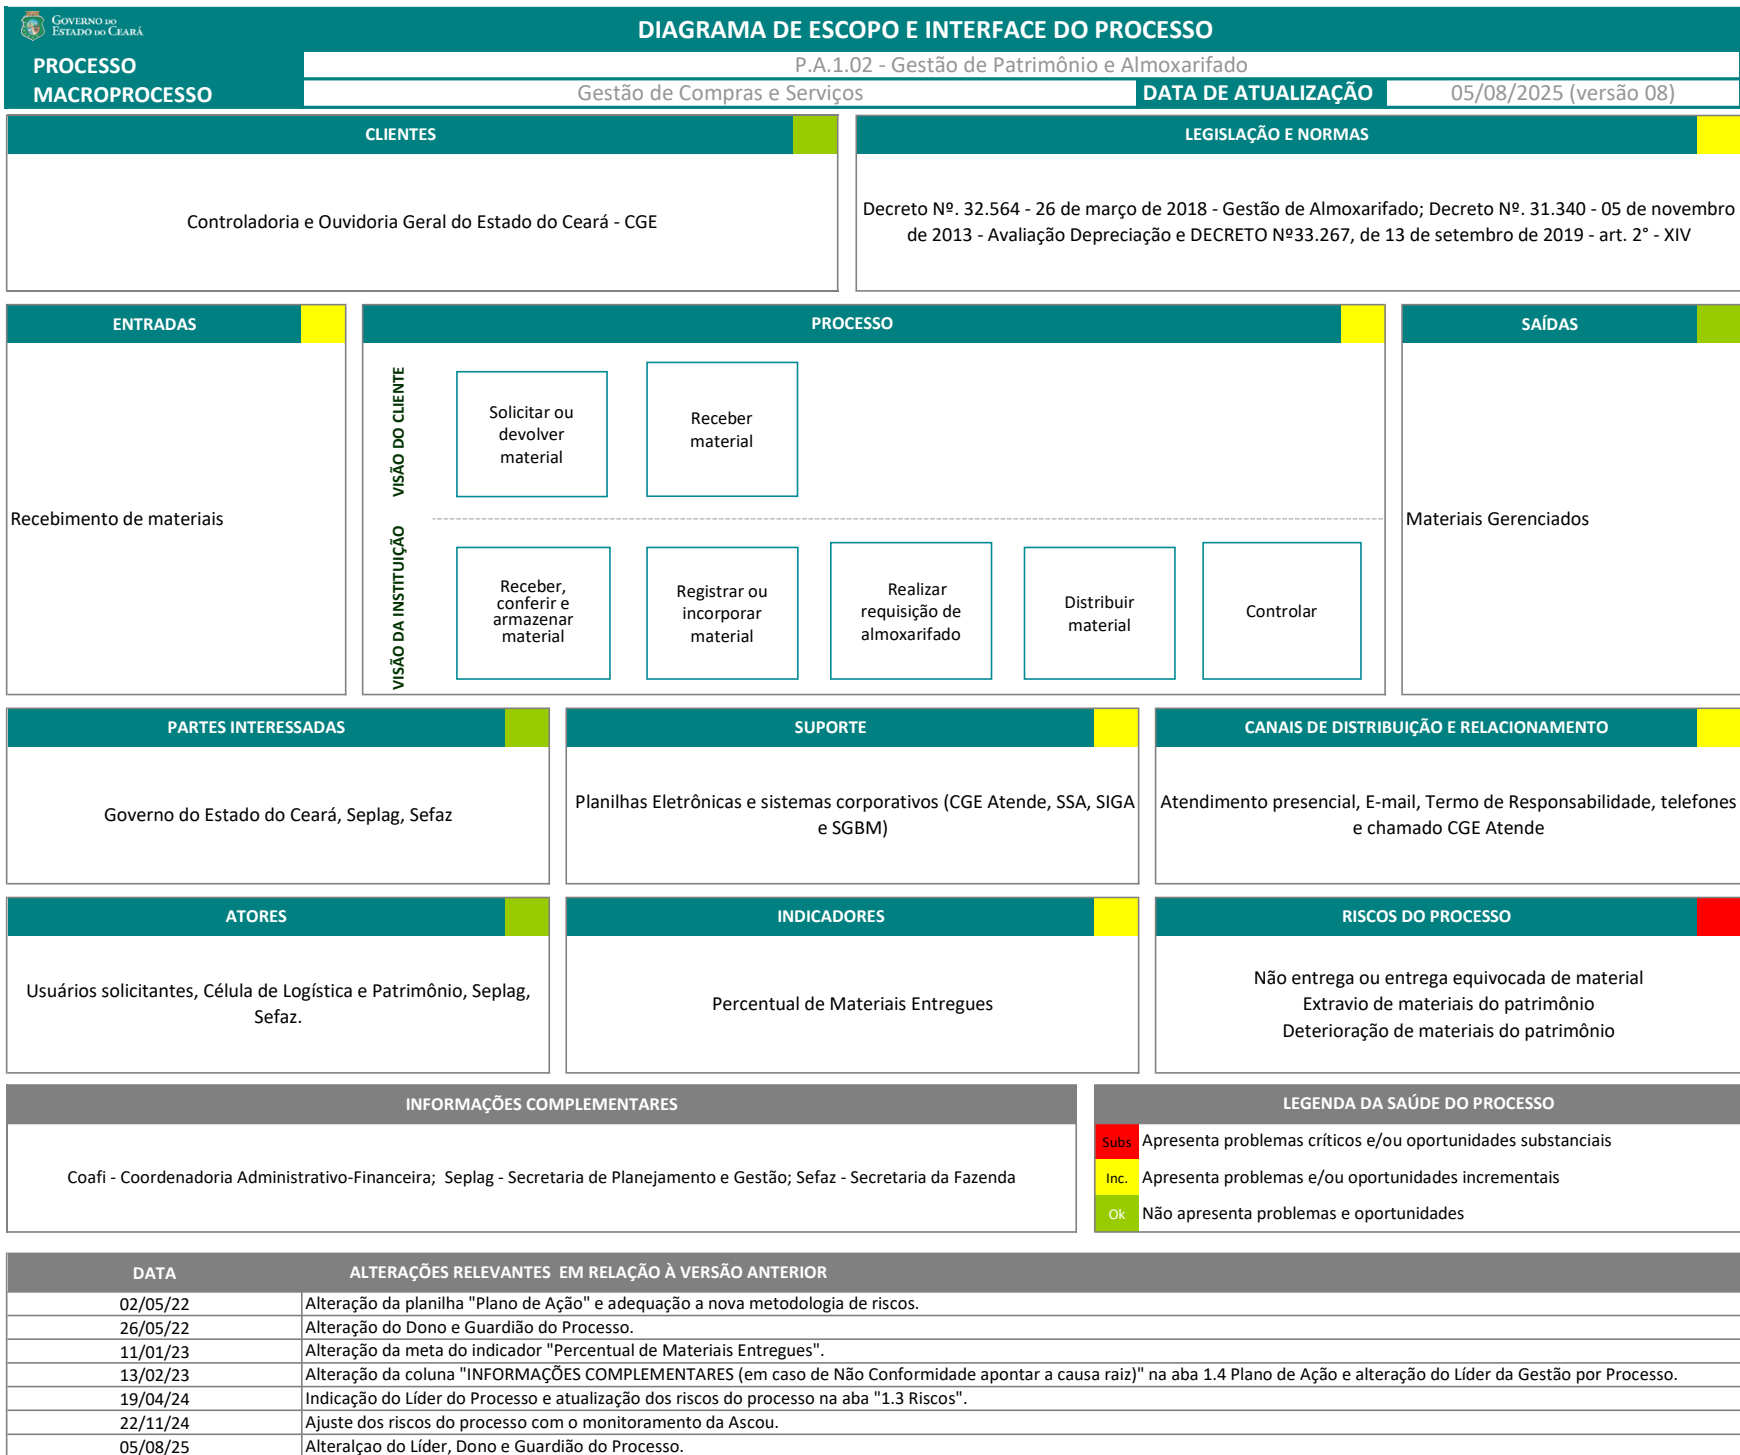 GOVERNO DO
ESTADO DO CEARÁ
DIAGRAMA DE ESCOPO E INTERFACE DO PROCESSO
PROCESSO
P.A.1.02 - Gestão de Patrimônio e Almoxarifado
MACROPROCESSO
Gestão de Compras e Serviços
DATA DE ATUALIZAÇÃO
05/08/2025 (versão 08)
CLIENTES
Controladoria e Ouvidoria Geral do Estado do Ceará - CGE
LEGISLAÇÃO E NORMAS
Decreto Nº. 32.564 - 26 de março de 2018 - Gestão de Almoxarifado; Decreto Nº. 31.340 - 05 de novembro
de 2013 - Avaliação Depreciação e DECRETO Nº33.267, de 13 de setembro de 2019 - art. 2° - XIV
ENTRADAS
Recebimento de materiais
PROCESSO
VISÃO DO CLIENTE
Solicitar ou
devolver
material
Receber
material
VISÃO DA INSTITUIÇÃO
Receber,
conferir e
armazenar
material
Registrar ou
incorporar
material
Realizar
requisição de
almoxarifado
Distribuir
material
Controlar
SAÍDAS
Materiais Gerenciados
PARTES INTERESSADAS
Governo do Estado do Ceará, Seplag, Sefaz
SUPORTE
Planilhas Eletrônicas e sistemas corporativos (CGE Atende, SSA, SIGA
e SGBM)
CANAIS DE DISTRIBUIÇÃO E RELACIONAMENTO
Atendimento presencial, E-mail, Termo de Responsabilidade, telefones
e chamado CGE Atende
ATORES
Usuários solicitantes, Célula de Logística e Patrimônio, Seplag,
Sefaz.
INDICADORES
Percentual de Materiais Entregues
RISCOS DO PROCESSO
Não entrega ou entrega equivocada de material
Extravio de materiais do patrimônio
Deterioração de materiais do patrimônio
INFORMAÇÕES COMPLEMENTARES
Coafi - Coordenadoria Administrativo-Financeira;  Seplag - Secretaria de Planejamento e Gestão; Sefaz - Secretaria da Fazenda
LEGENDA DA SAÚDE DO PROCESSO
Subs Apresenta problemas críticos e/ou oportunidades substanciais
Inc. Apresenta problemas e/ou oportunidades incrementais
Ok Não apresenta problemas e oportunidades
DATA ALTERAÇÕES RELEVANTES  EM RELAÇÃO À VERSÃO ANTERIOR
02/05/22 Alteração da planilha "Plano de Ação" e adequação a nova metodologia de riscos.
26/05/22 Alteração do Dono e Guardião do Processo.
11/01/23 Alteração da meta do indicador "Percentual de Materiais Entregues".
13/02/23 Alteração da coluna "INFORMAÇÕES COMPLEMENTARES (em caso de Não Conformidade apontar a causa raiz)" na aba 1.4 Plano de Ação e alteração do Líder da Gestão por Processo.
19/04/24 Indicação do Líder do Processo e atualização dos riscos do processo na aba "1.3 Riscos".
22/11/24 Ajuste dos riscos do processo com o monitoramento da Ascou.
05/08/25 Alteralçao do Líder, Dono e Guardião do Processo.